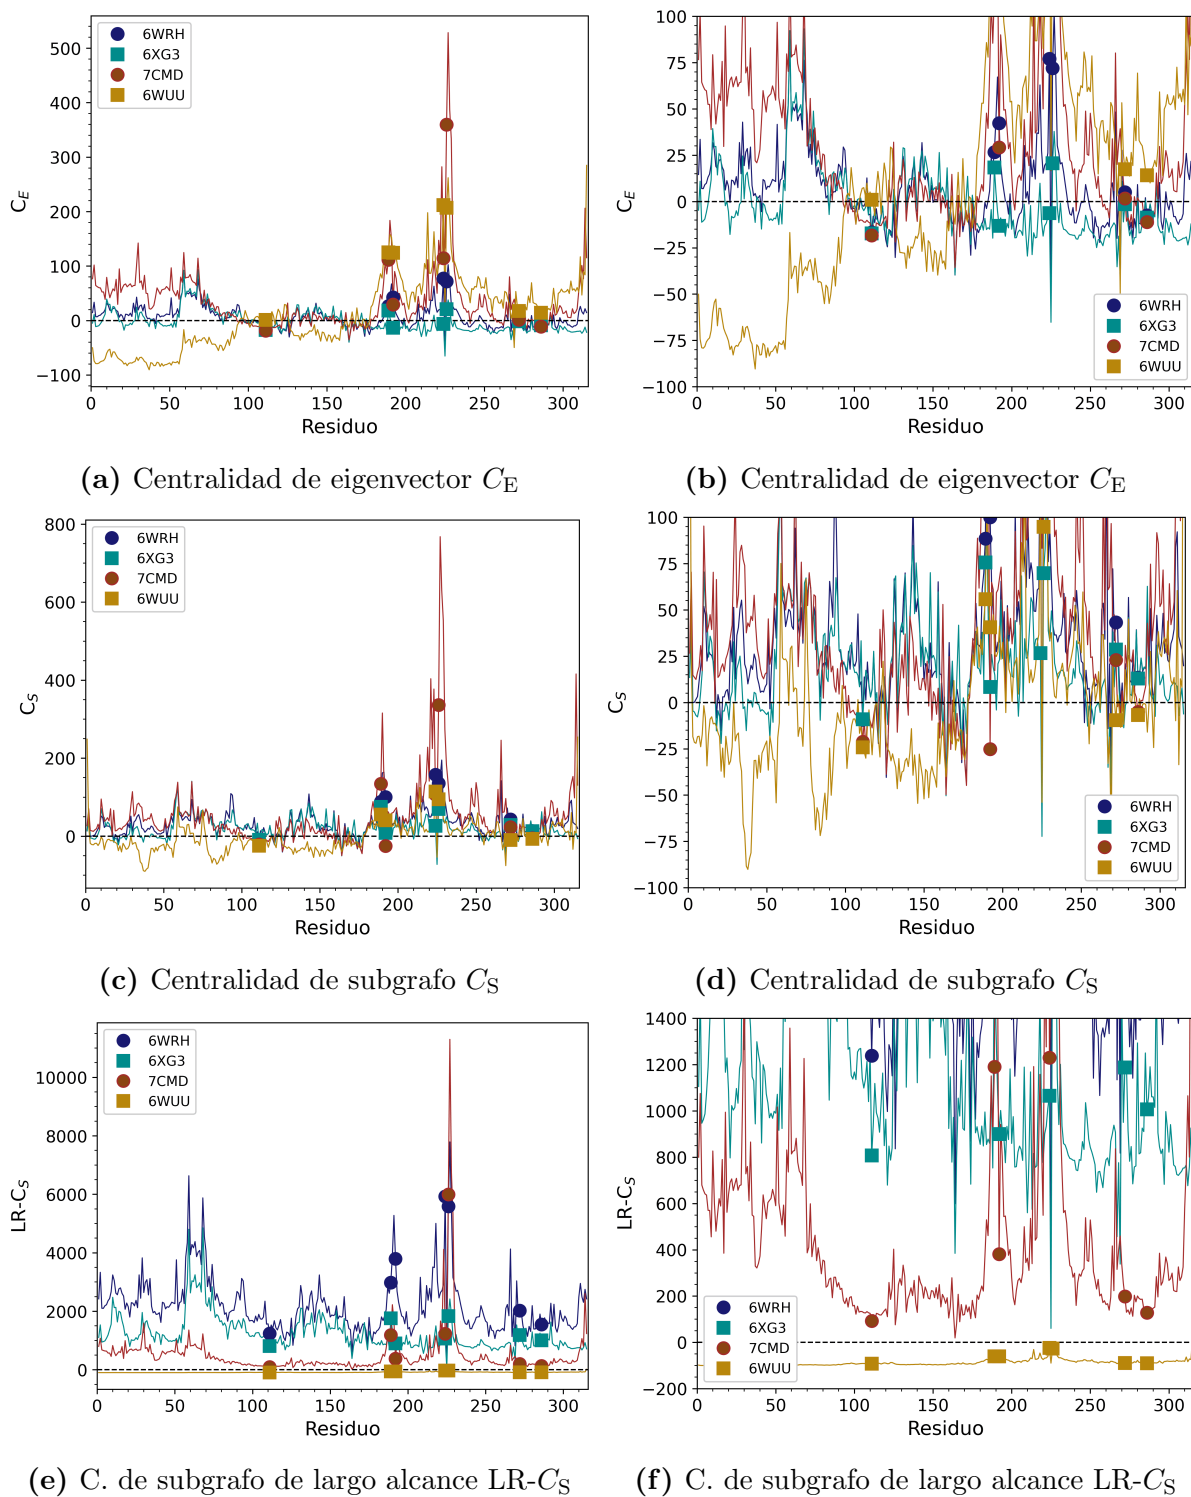 500
400
300
200
100
0
−100
C_E
0 50 100 150 200 250 300
Residuo
6WRH
6XG3
7CMD
6WUU
(a) Centralidad de eigenvector C_E
100
75
50
25
0
−25
−50
−75
−100
C_E
0 50 100 150 200 250 300
Residuo
6WRH
6XG3
7CMD
6WUU
(b) Centralidad de eigenvector C_E
800
600
400
200
0
C_S
0 50 100 150 200 250 300
Residuo
6WRH
6XG3
7CMD
6WUU
(c) Centralidad de subgrafo C_S
100
75
50
25
0
−25
−50
−75
−100
C_S
0 50 100 150 200 250 300
Residuo
6WRH
6XG3
7CMD
6WUU
(d) Centralidad de subgrafo C_S
10000
8000
6000
4000
2000
0
LR-C_S
0 50 100 150 200 250 300
Residuo
6WRH
6XG3
7CMD
6WUU
(e) C. de subgrafo de largo alcance LR-C_S
1400
1200
1000
800
600
400
200
0
−200
LR-C_S
0 50 100 150 200 250 300
Residuo
6WRH
6XG3
7CMD
6WUU
(f) C. de subgrafo de largo alcance LR-C_S